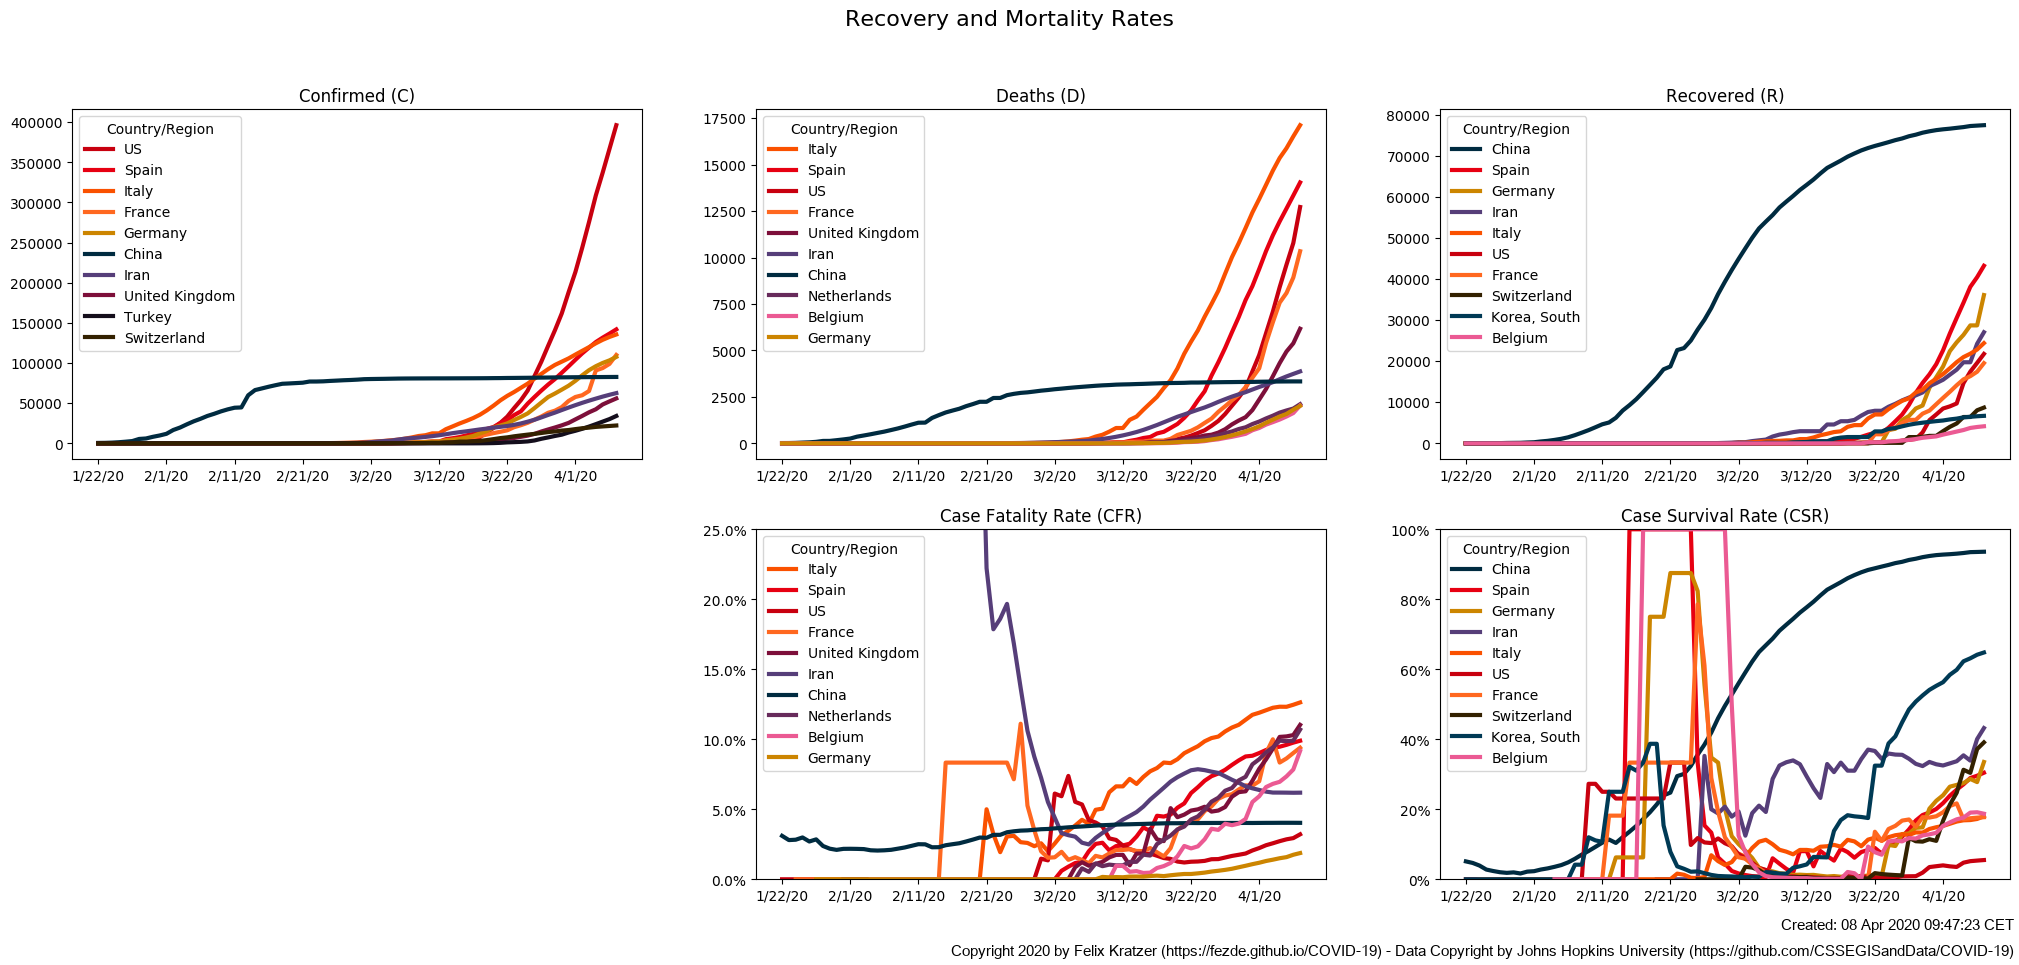 Recovery and Mortality Rates
Confirmed (C)
400000
350000
300000
250000
200000
150000
100000
50000
0
Country/Region
US
Spain
Italy
France
Germany
China
Iran
United Kingdom
Turkey
Switzerland
1/22/20 2/1/20 2/11/20 2/21/20 3/2/20 3/12/20 3/22/20 4/1/20
Deaths (D)
17500
15000
12500
10000
7500
5000
2500
0
Country/Region
Italy
Spain
US
France
United Kingdom
Iran
China
Netherlands
Belgium
Germany
1/22/20 2/1/20 2/11/20 2/21/20 3/2/20 3/12/20 3/22/20 4/1/20
Recovered (R)
80000
70000
60000
50000
40000
30000
20000
10000
0
Country/Region
China
Spain
Germany
Iran
Italy
US
France
Switzerland
Korea, South
Belgium
1/22/20 2/1/20 2/11/20 2/21/20 3/2/20 3/12/20 3/22/20 4/1/20
Case Fatality Rate (CFR)
25.0%
20.0%
15.0%
10.0%
5.0%
0.0%
Country/Region
Italy
Spain
US
France
United Kingdom
Iran
China
Netherlands
Belgium
Germany
1/22/20 2/1/20 2/11/20 2/21/20 3/2/20 3/12/20 3/22/20 4/1/20
Case Survival Rate (CSR)
100%
80%
60%
40%
20%
0%
Country/Region
China
Spain
Germany
Iran
Italy
US
France
Switzerland
Korea, South
Belgium
1/22/20 2/1/20 2/11/20 2/21/20 3/2/20 3/12/20 3/22/20 4/1/20
Created: 08 Apr 2020 09:47:23 CET
Copyright 2020 by Felix Kratzer (https://fezde.github.io/COVID-19) - Data Copyright by Johns Hopkins University (https://github.com/CSSEGISandData/COVID-19)